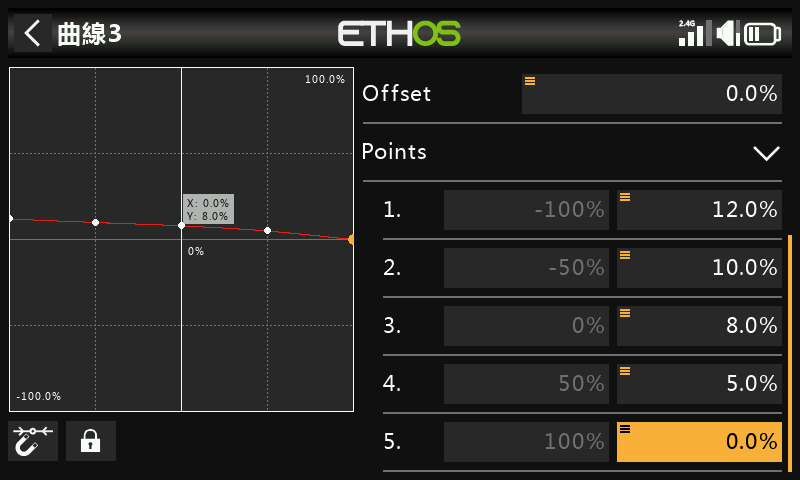 曲線3
ETHOS
2.4G
100.0%
X: 0.0%
Y: 8.0%
0%
-100.0%
Offset 0.0%
Points
1. -100% 12.0%
2. -50% 10.0%
3. 0% 8.0%
4. 50% 5.0%
5. 100% 0.0%